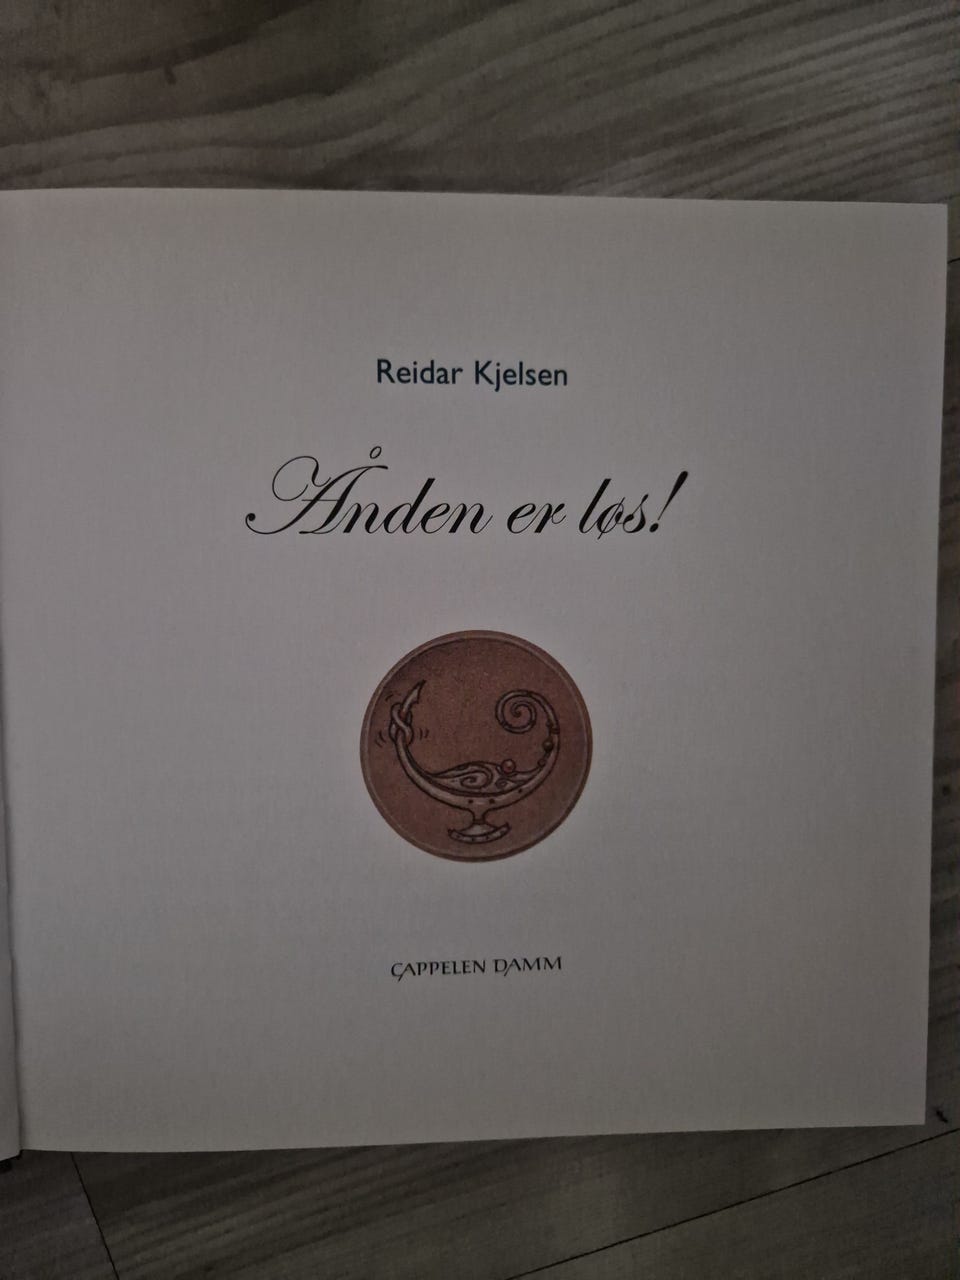 Reidar Kjelsen
Ånden er løs!
CAPPELEN DAMM